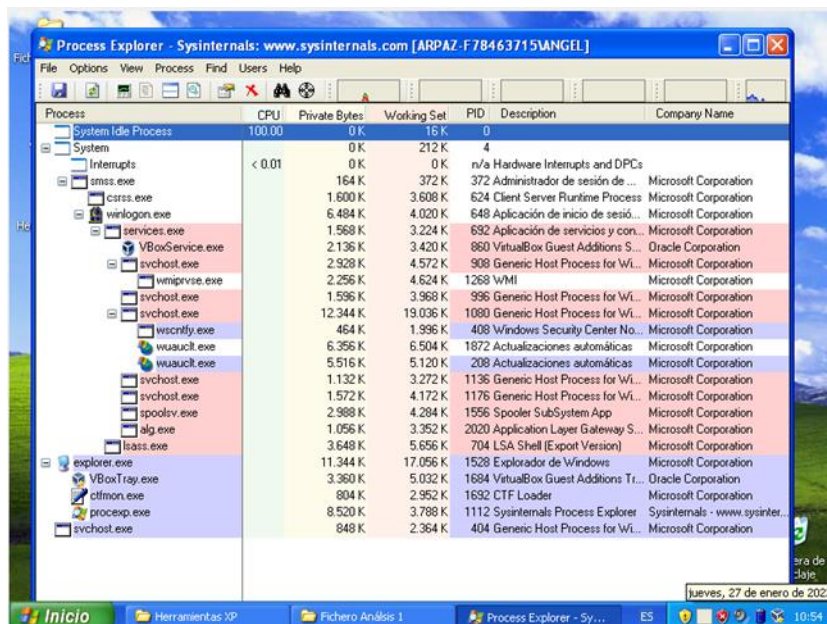 Process Explorer - Sysinternals: www.sysinternals.com [ARPAZ-F78463715\ANGEL]
File Options View Process Find Users Help
Process CPU Private Bytes Working Set PID Description Company Name
System Idle Process 100.00 0 K 16 K 0
System 0 K 212 K 4
Interrupts < 0.01 0 K 0 K n/a Hardware Interrupts and DPCs
smss.exe 164 K 372 K 372 Administrador de sesión de ... Microsoft Corporation
csrss.exe 1.600 K 3.608 K 624 Client Server Runtime Process Microsoft Corporation
winlogon.exe 6.484 K 4.020 K 648 Aplicación de inicio de sesió... Microsoft Corporation
services.exe 1.568 K 3.224 K 692 Aplicación de servicios y con... Microsoft Corporation
VBoxService.exe 2.136 K 3.420 K 860 VirtualBox Guest Additions S... Oracle Corporation
svchost.exe 2.928 K 4.572 K 908 Generic Host Process for Wi... Microsoft Corporation
wmiprvse.exe 2.256 K 4.624 K 1268 WMI Microsoft Corporation
svchost.exe 1.596 K 3.968 K 996 Generic Host Process for Wi... Microsoft Corporation
svchost.exe 12.344 K 19.036 K 1080 Generic Host Process for Wi... Microsoft Corporation
wscntfy.exe 464 K 1.996 K 408 Windows Security Center No... Microsoft Corporation
wuauclt.exe 6.356 K 6.504 K 1872 Actualizaciones automáticas Microsoft Corporation
wuauclt.exe 5.516 K 5.120 K 208 Actualizaciones automáticas Microsoft Corporation
svchost.exe 1.132 K 3.272 K 1136 Generic Host Process for Wi... Microsoft Corporation
svchost.exe 1.572 K 4.172 K 1176 Generic Host Process for Wi... Microsoft Corporation
spoolsv.exe 2.988 K 4.284 K 1556 Spooler SubSystem App Microsoft Corporation
alg.exe 1.056 K 3.352 K 2020 Application Layer Gateway S... Microsoft Corporation
lsass.exe 3.648 K 5.656 K 704 LSA Shell (Export Version) Microsoft Corporation
explorer.exe 11.344 K 17.056 K 1528 Explorador de Windows Microsoft Corporation
VBoxTray.exe 3.360 K 5.032 K 1684 VirtualBox Guest Additions Tr... Oracle Corporation
ctfmon.exe 804 K 2.952 K 1692 CTF Loader Microsoft Corporation
procexp.exe 8.520 K 3.788 K 1112 Sysinternals Process Explorer Sysinternals - www.sysinter...
svchost.exe 848 K 2.364 K 404 Generic Host Process for Wi... Microsoft Corporation
era de
claje
jueves, 27 de enero de 202
Inicio Herramientas XP Fichero Análsis 1 Process Explorer - Sy... ES 10:54